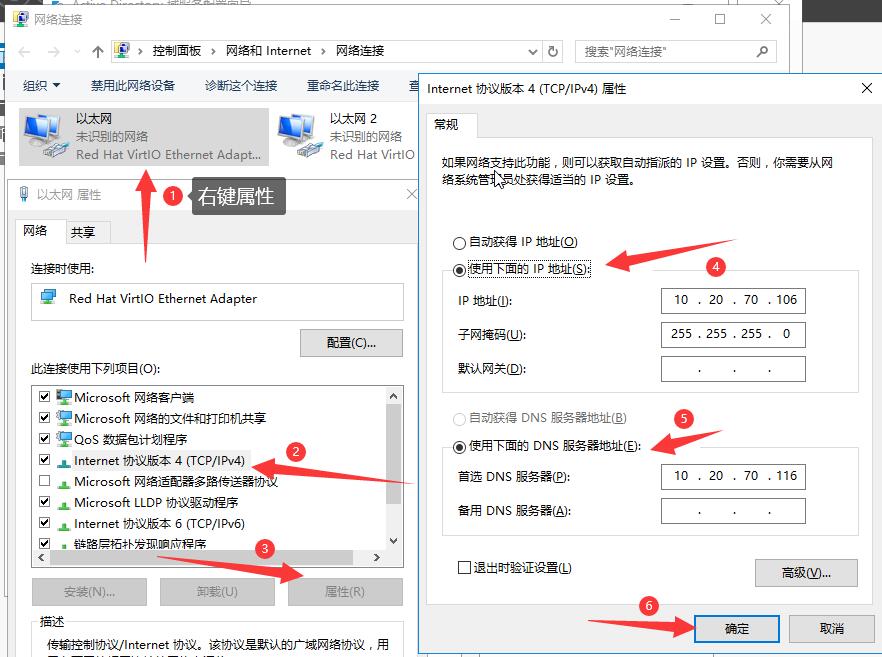 网络连接
控制面板 › 网络和 Internet › 网络连接
搜索"网络连接"
组织
禁用此网络设备
诊断这个连接
重命名此连接
以太网
未识别的网络
Red Hat VirtIO Ethernet Adapt...
以太网 2
未识别的网络
Red Hat VirtIO
1
右键属性
以太网 属性
网络
共享
连接时使用:
Red Hat VirtIO Ethernet Adapter
配置(C)...
此连接使用下列项目(O):
Microsoft 网络客户端
Microsoft 网络的文件和打印机共享
QoS 数据包计划程序
Internet 协议版本 4 (TCP/IPv4)
2
Microsoft 网络适配器多路传送器协议
Microsoft LLDP 协议驱动程序
Internet 协议版本 6 (TCP/IPv6)
链路层拓扑发现响应程序
3
安装(N)...
卸载(U)
属性(R)
描述
传输控制协议/Internet 协议。该协议是默认的广域网络协议，用
Internet 协议版本 4 (TCP/IPv4) 属性
常规
如果网络支持此功能，则可以获取自动指派的 IP 设置。否则，你需要从网
络系统管理员处获得适当的 IP 设置。
自动获得 IP 地址(O)
使用下面的 IP 地址(S):
4
IP 地址(I):
10 . 20 . 70 . 106
子网掩码(U):
255 . 255 . 255 . 0
默认网关(D):
. . .
自动获得 DNS 服务器地址(B)
5
使用下面的 DNS 服务器地址(E):
首选 DNS 服务器(P):
10 . 20 . 70 . 116
备用 DNS 服务器(A):
. . .
退出时验证设置(L)
高级(V)...
6
确定
取消